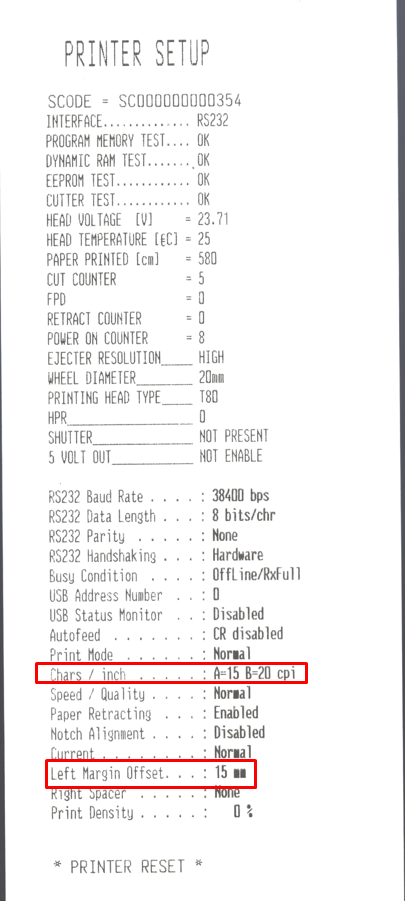 PRINTER SETUP
SCODE = SC000000000354
INTERFACE.............. RS232
PROGRAM MEMORY TEST.... OK
DYNAMIC RAM TEST....... OK
EEPROM TEST............ OK
CUTTER TEST............ OK
HEAD VOLTAGE [V] = 23.71
HEAD TEMPERATURE [£C] = 25
PAPER PRINTED [cm] = 580
CUT COUNTER = 5
FPD = 0
RETRACT COUNTER = 0
POWER ON COUNTER = 8
EJECTER RESOLUTION_____ HIGH
WHEEL DIAMETER_________ 20mm
PRINTING HEAD TYPE_____ T80
HPR____________________ 0
SHUTTER________________ NOT PRESENT
5 VOLT OUT_____________ NOT ENABLE
RS232 Baud Rate . . . . : 38400 bps
RS232 Data Length . . . : 8 bits/chr
RS232 Parity . . . . . : None
RS232 Handshaking . . . : Hardware
Busy Condition . . . . : OffLine/RxFull
USB Address Number . . : 0
USB Status Monitor . . : Disabled
Autofeed . . . . . . . : CR disabled
Print Mode . . . . . . : Normal
Chars / inch . . . . . : A=15 B=20 cpi
Speed / Quality . . . . : Normal
Paper Retracting . . . : Enabled
Notch Alignment . . . . : Disabled
Current . . . . . . . . : Normal
Left Margin Offset. . . : 15 mm
Right Spacer . . . . . : None
Print Density . . . . . : 0 %
* PRINTER RESET *